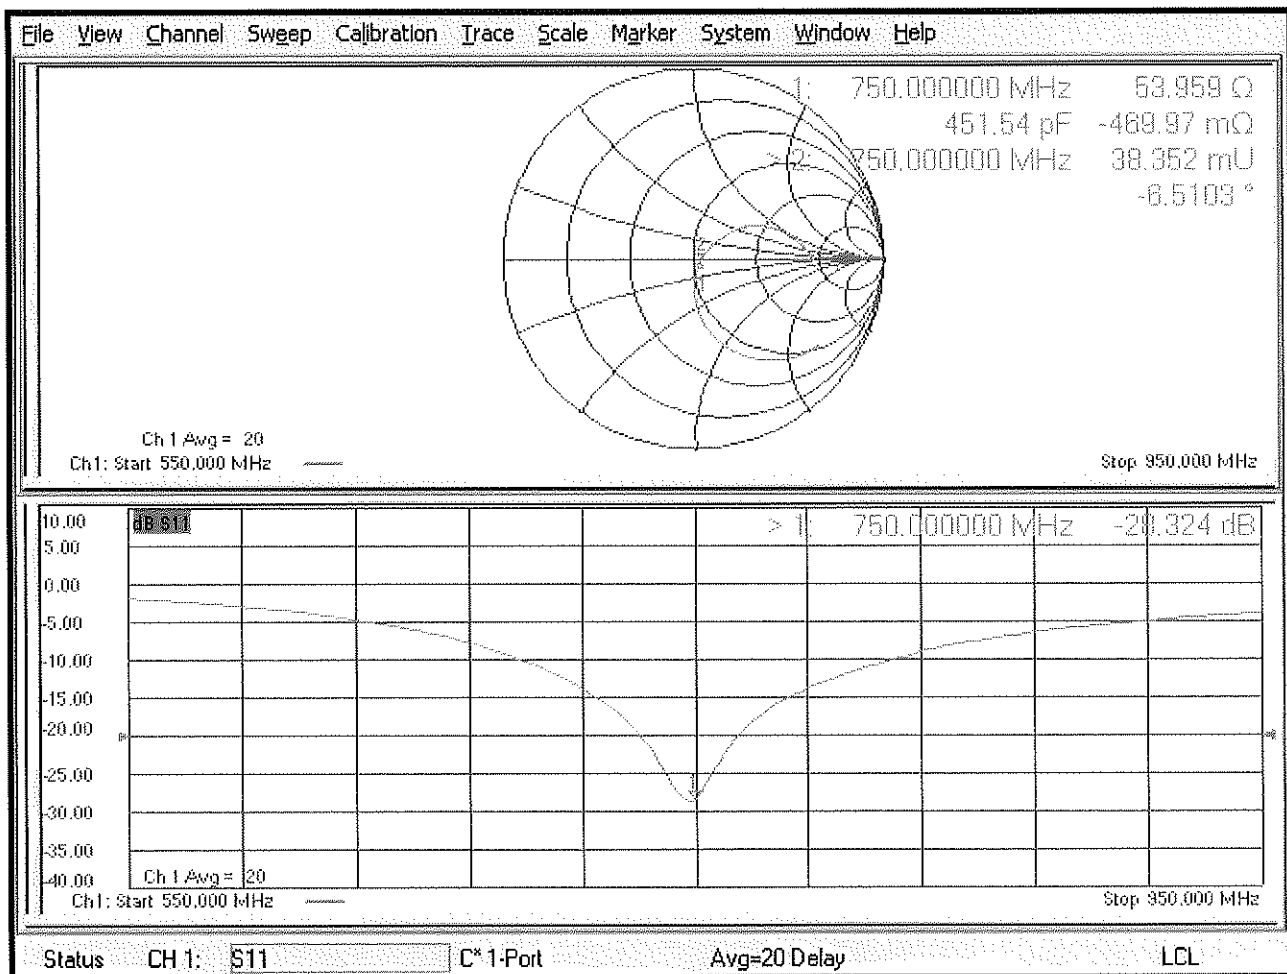 File View Channel Sweep Calibration Trace Scale Marker System Window Help
1: 750.000000 MHz 53.959 Ω
451.54 pF -469.97 mΩ
> 2: 750.000000 MHz 38.352 mU
-6.5103 °
Ch 1 Avg = 20
Ch1: Start 550.000 MHz
Stop 950.000 MHz
10.00
dB S11
> 1: 750.000000 MHz -28.324 dB
5.00
0.00
-5.00
-10.00
-15.00
-20.00
-25.00
-30.00
-35.00
-40.00
Ch 1 Avg = 20
Ch1: Start 550.000 MHz
Stop 950.000 MHz
Status CH 1: S11 C* 1-Port Avg=20 Delay LCL